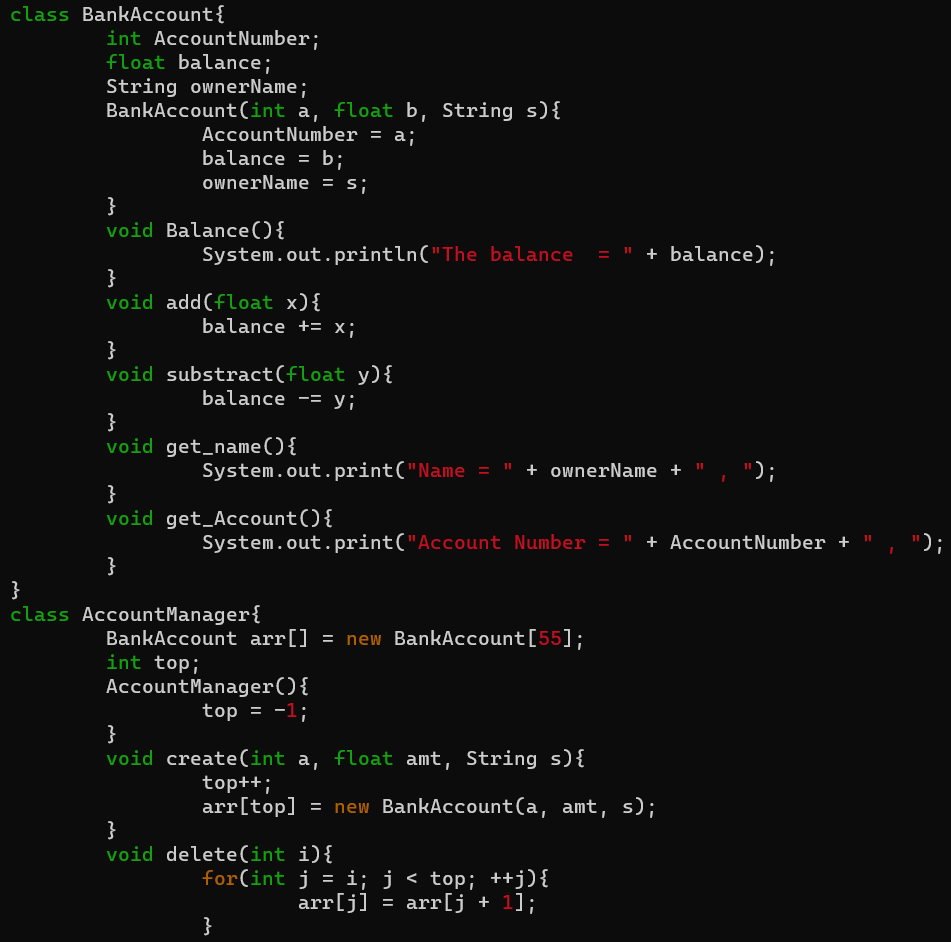 class BankAccount{
        int AccountNumber;
        float balance;
        String ownerName;
        BankAccount(int a, float b, String s){
                AccountNumber = a;
                balance = b;
                ownerName = s;
        }
        void Balance(){
                System.out.println("The balance  = " + balance);
        }
        void add(float x){
                balance += x;
        }
        void substract(float y){
                balance -= y;
        }
        void get_name(){
                System.out.print("Name = " + ownerName + " , ");
        }
        void get_Account(){
                System.out.print("Account Number = " + AccountNumber + " , ");
        }
}
class AccountManager{
        BankAccount arr[] = new BankAccount[55];
        int top;
        AccountManager(){
                top = -1;
        }
        void create(int a, float amt, String s){
                top++;
                arr[top] = new BankAccount(a, amt, s);
        }
        void delete(int i){
                for(int j = i; j < top; ++j){
                        arr[j] = arr[j + 1];
                }